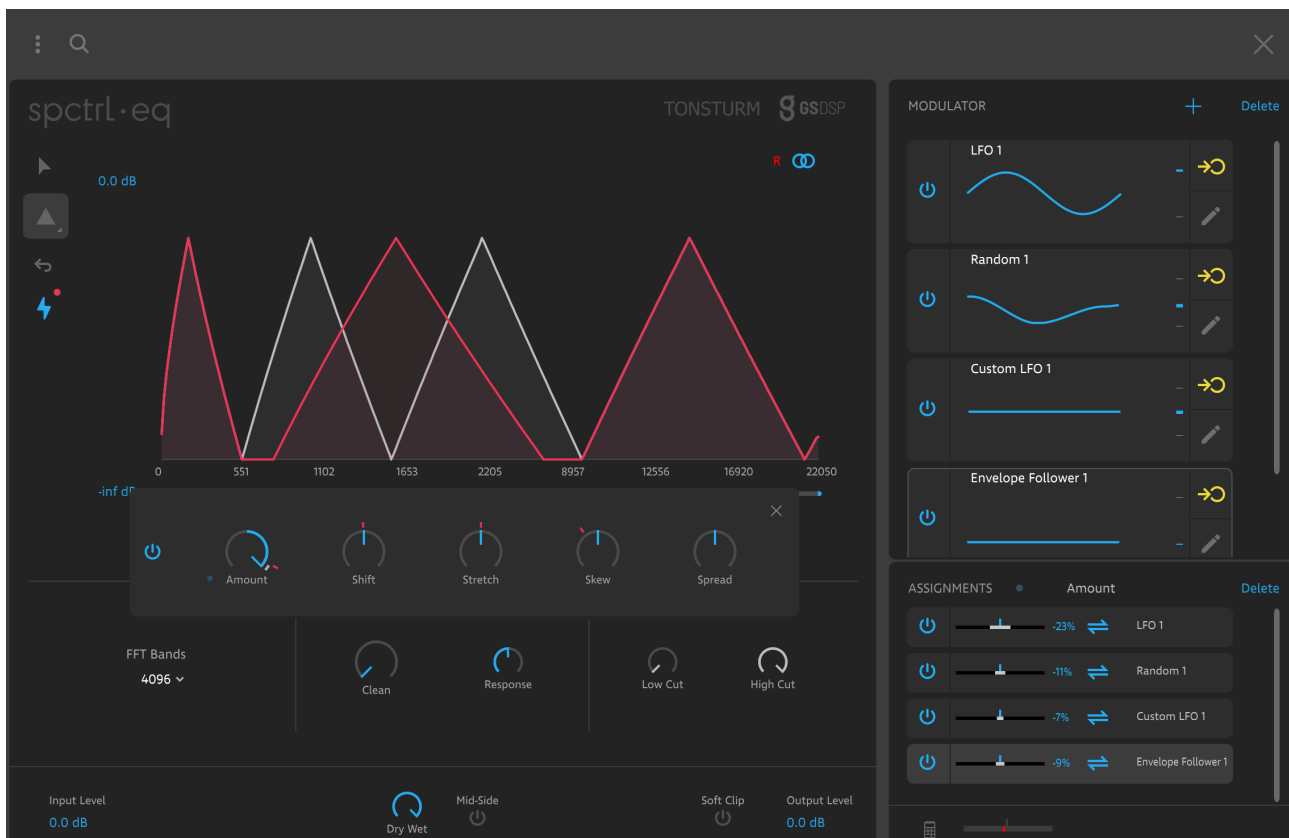 spctrl·eq
TONSTURM
GSDSP
R
0.0 dB
0 551 1102 1653 2205 8957 12556 16920 22050
-inf dB
Amount
Shift
Stretch
Skew
Spread
FFT Bands
4096
Clean
Response
Low Cut
High Cut
Input Level
0.0 dB
Dry Wet
Mid-Side
Soft Clip
Output Level
0.0 dB
MODULATOR
+
Delete
LFO 1
Random 1
Custom LFO 1
Envelope Follower 1
ASSIGNMENTS
Amount
Delete
-23% LFO 1
-11% Random 1
-7% Custom LFO 1
-9% Envelope Follower 1